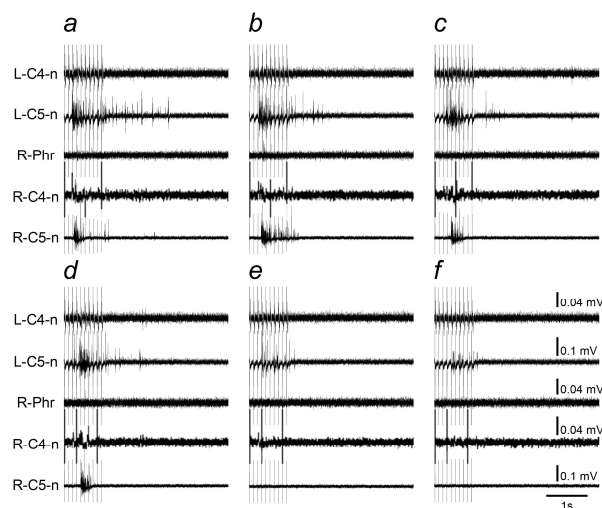 a b c
L-C4-n
L-C5-n
R-Phr
R-C4-n
R-C5-n
d e f
L-C4-n
0.04 mV
L-C5-n
0.1 mV
R-Phr
0.04 mV
R-C4-n
0.04 mV
R-C5-n
0.1 mV
1s